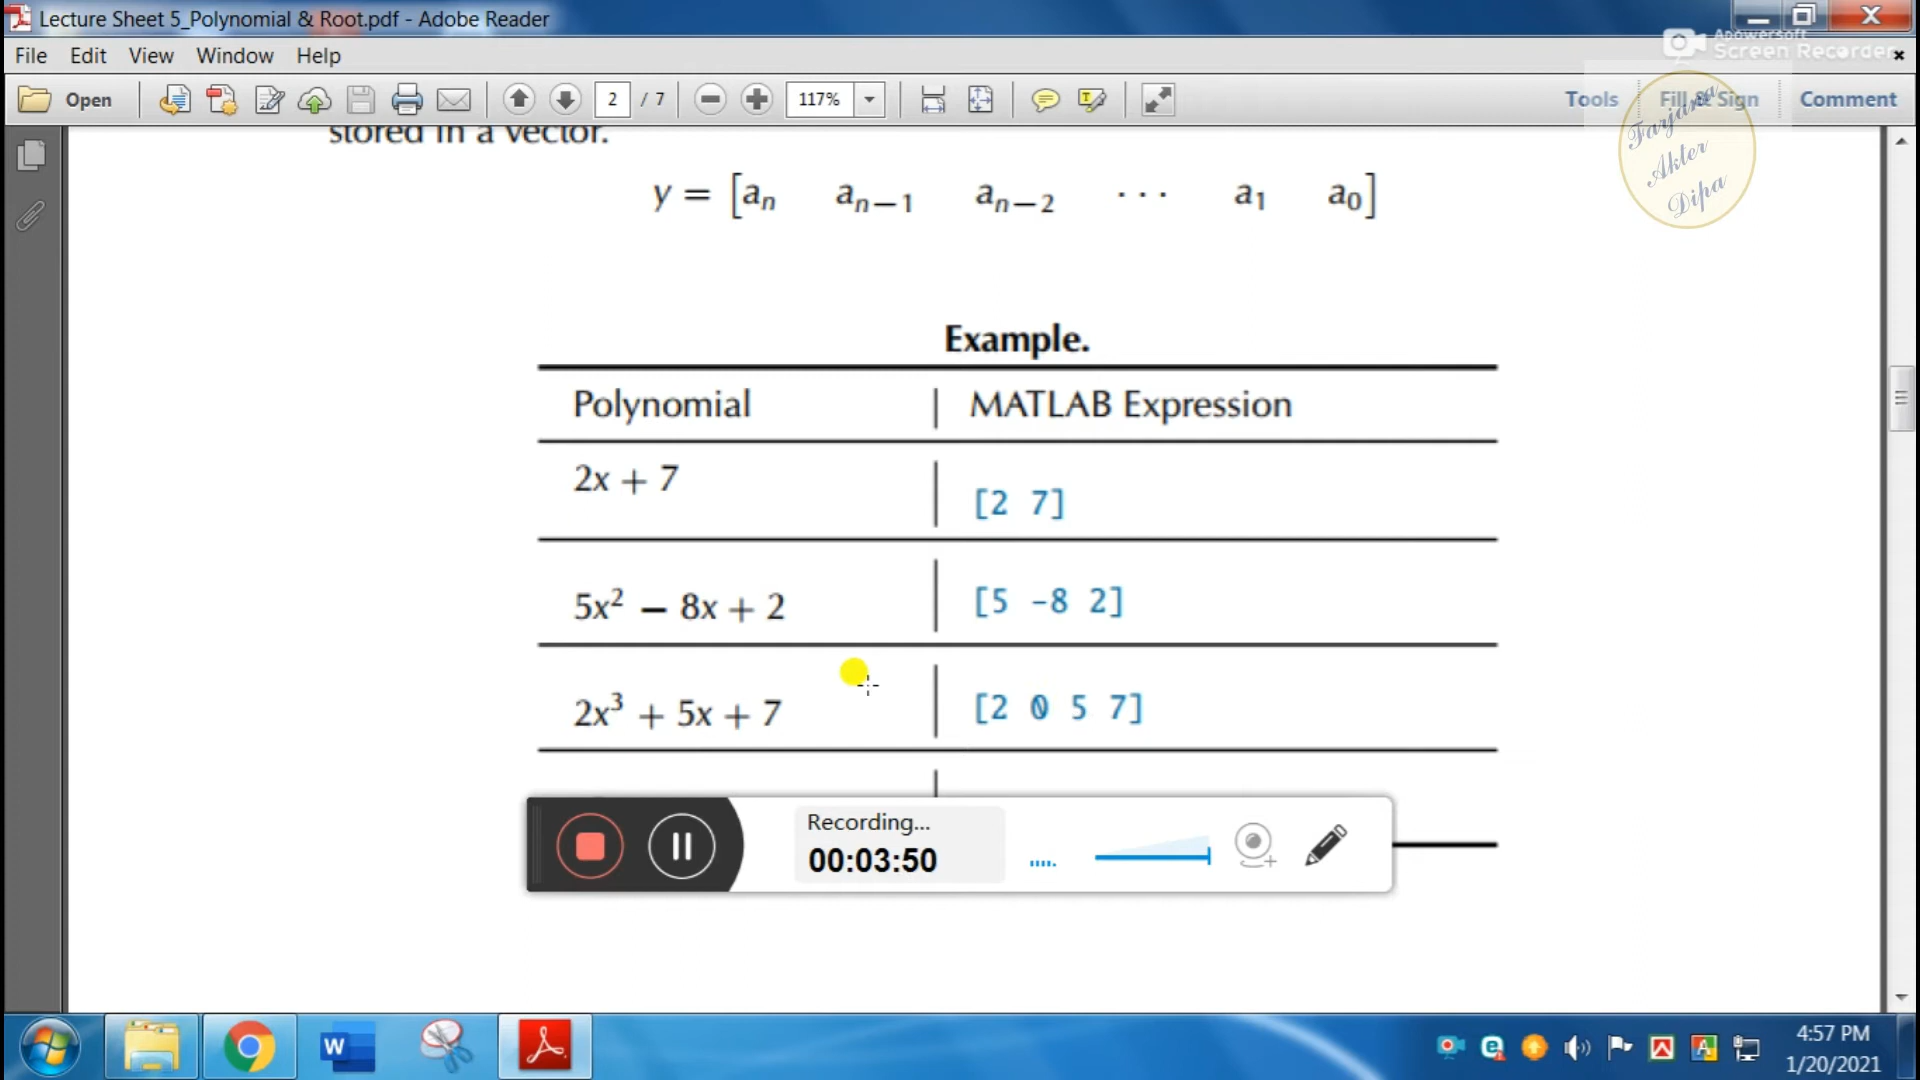 Lecture Sheet 5_Polynomial & Root.pdf - Adobe Reader
Apowersoft
Screen Recorder
File Edit View Window Help
Open 2 / 7 117% Tools Fill & Sign Comment
Farjana
Akter
Dipa
stored in a vector.
y = [aₙ aₙ₋₁ aₙ₋₂ ··· a₁ a₀]
Example.
Polynomial | MATLAB Expression
2x + 7 | [2 7]
5x² − 8x + 2 | [5 -8 2]
2x³ + 5x + 7 | [2 0 5 7]
Recording...
00:03:50
4:57 PM
1/20/2021